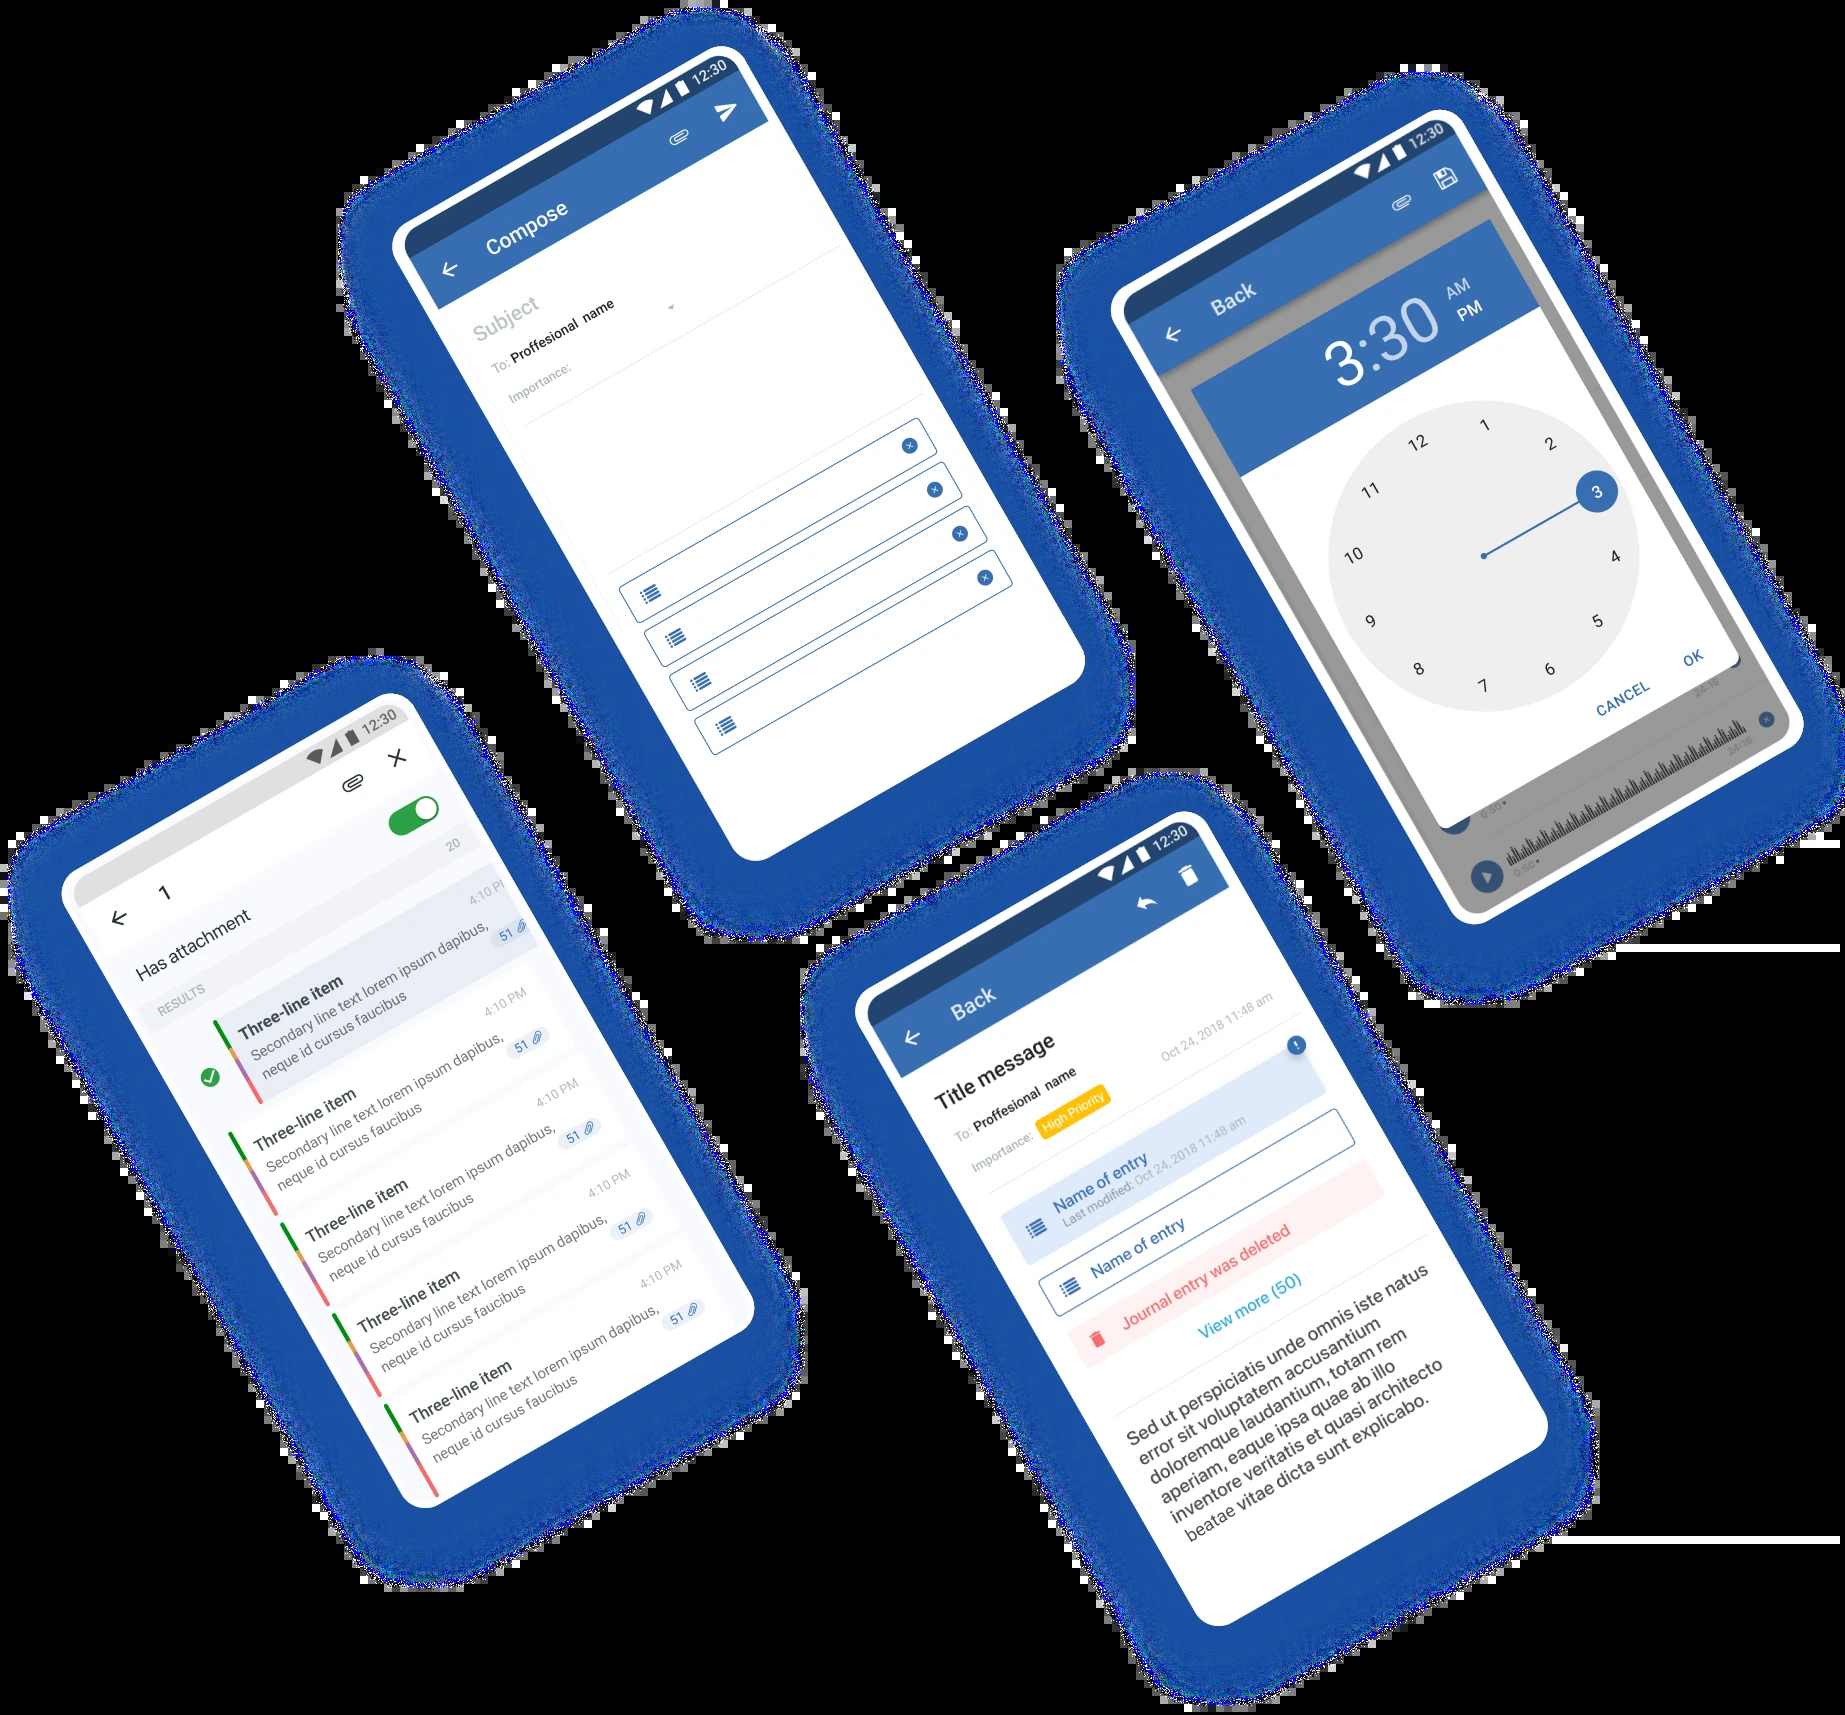 12:30
Compose
Subject
To: Proffesional name
Importance:
12:30
Back
3:30
AM
PM
12
1
2
3
4
5
6
7
8
9
10
11
CANCEL
OK
24:16
0:50
24:16
0:50
12:30
1
Has attachment
RESULTS
20
Three-line item
4:10 PM
Secondary line text lorem ipsum dapibus,
neque id cursus faucibus
51
Three-line item
4:10 PM
Secondary line text lorem ipsum dapibus,
neque id cursus faucibus
51
Three-line item
4:10 PM
Secondary line text lorem ipsum dapibus,
neque id cursus faucibus
51
Three-line item
4:10 PM
Secondary line text lorem ipsum dapibus,
neque id cursus faucibus
51
Three-line item
4:10 PM
Secondary line text lorem ipsum dapibus,
neque id cursus faucibus
51
12:30
Back
Title message
Oct 24, 2018 11:48 am
To: Proffesional name
Importance: High Priority
Name of entry
Last modified: Oct 24, 2018 11:48 am
Name of entry
Journal entry was deleted
View more (50)
Sed ut perspiciatis unde omnis iste natus
error sit voluptatem accusantium
doloremque laudantium, totam rem
aperiam, eaque ipsa quae ab illo
inventore veritatis et quasi architecto
beatae vitae dicta sunt explicabo.